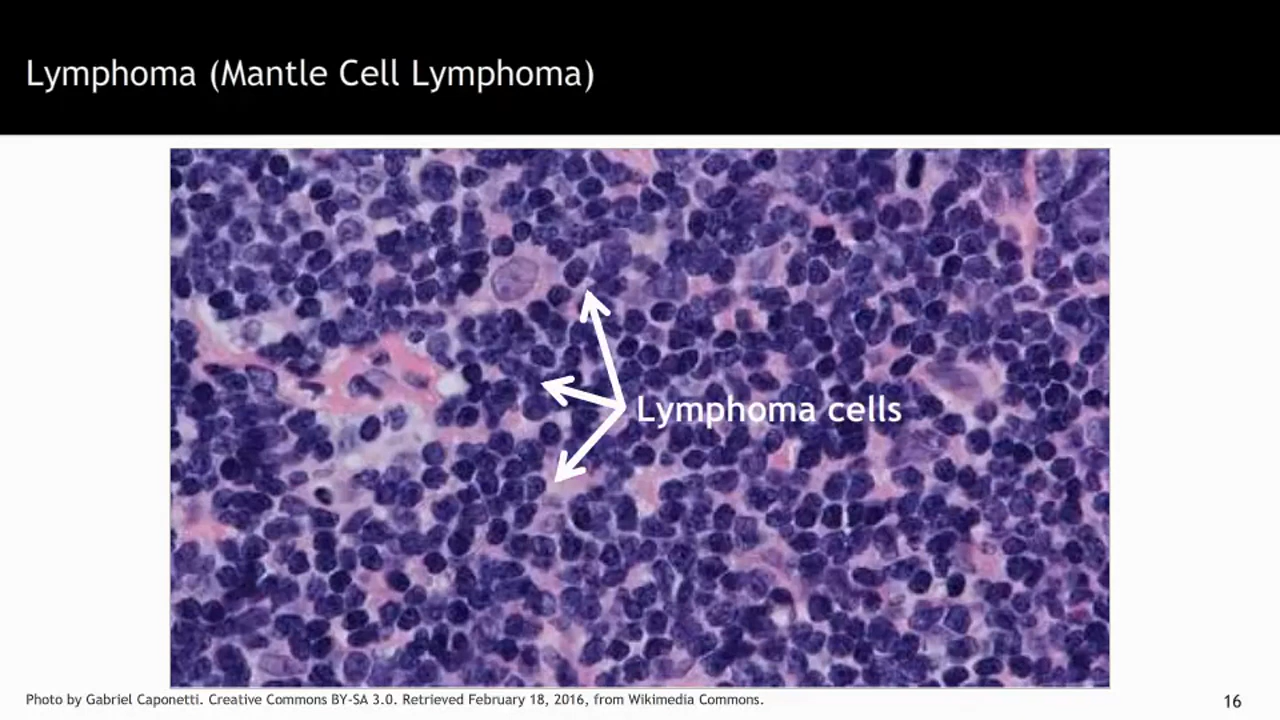 Lymphoma (Mantle Cell Lymphoma)
Lymphoma cells
Photo by Gabriel Caponetti. Creative Commons BY-SA 3.0. Retrieved February 18, 2016, from Wikimedia Commons.
16